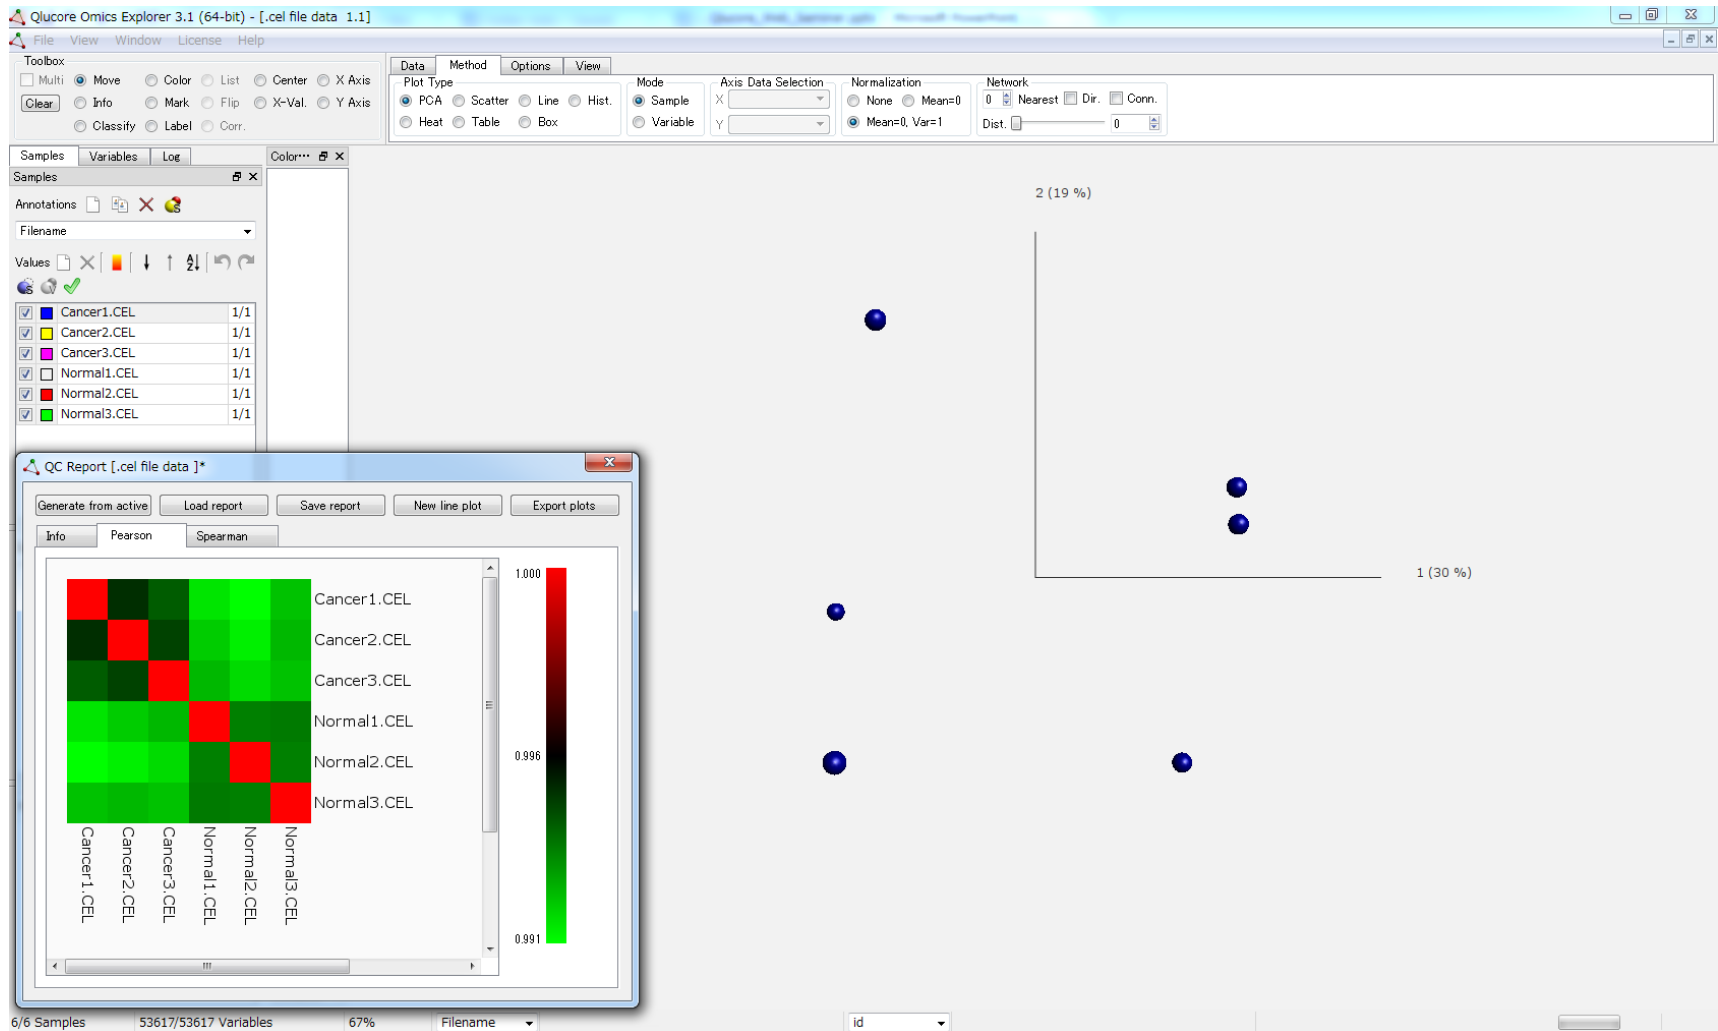 Qlucore Omics Explorer 3.1 (64-bit) - [.cel file data 1.1]
File View Window License Help
Toolbox
Multi Move Color List Center X Axis
Clear Info Mark Flip X-Val. Y Axis
Classify Label Corr.
Data Method Options View
Plot Type Mode Axis Data Selection Normalization Network
PCA Scatter Line Hist. Sample X None Mean=0 0 Nearest Dir. Conn.
Heat Table Box Variable Y Mean=0, Var=1 Dist. 0
Samples Variables Log Color...
Samples
Annotations
Filename
Values
Cancer1.CEL 1/1
Cancer2.CEL 1/1
Cancer3.CEL 1/1
Normal1.CEL 1/1
Normal2.CEL 1/1
Normal3.CEL 1/1
2 (19 %)
1 (30 %)
QC Report [.cel file data ]*
Generate from active Load report Save report New line plot Export plots
Info Pearson Spearman
1.000
Cancer1.CEL
Cancer2.CEL
Cancer3.CEL
Normal1.CEL
0.996
Normal2.CEL
Normal3.CEL
Cancer1.CEL
Cancer2.CEL
Cancer3.CEL
Normal1.CEL
Normal2.CEL
Normal3.CEL
0.991
6/6 Samples 53617/53617 Variables 67% Filename id